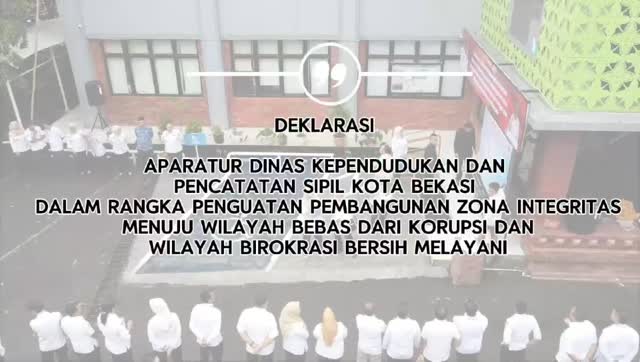 DEKLARASI
APARATUR DINAS KEPENDUDUKAN DAN
PENCATATAN SIPIL KOTA BEKASI
DALAM RANGKA PENGUATAN PEMBANGUNAN ZONA INTEGRITAS
MENUJU WILAYAH BEBAS DARI KORUPSI DAN
WILAYAH BIROKRASI BERSIH MELAYANI